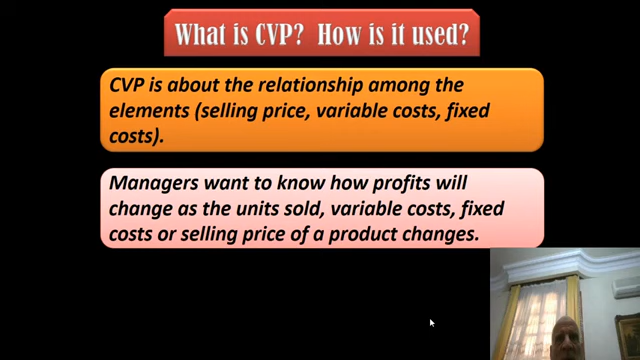 What is CVP? How is it used?
CVP is about the relationship among the
elements (selling price, variable costs, fixed
costs).
Managers want to know how profits will
change as the units sold, variable costs, fixed
costs or selling price of a product changes.